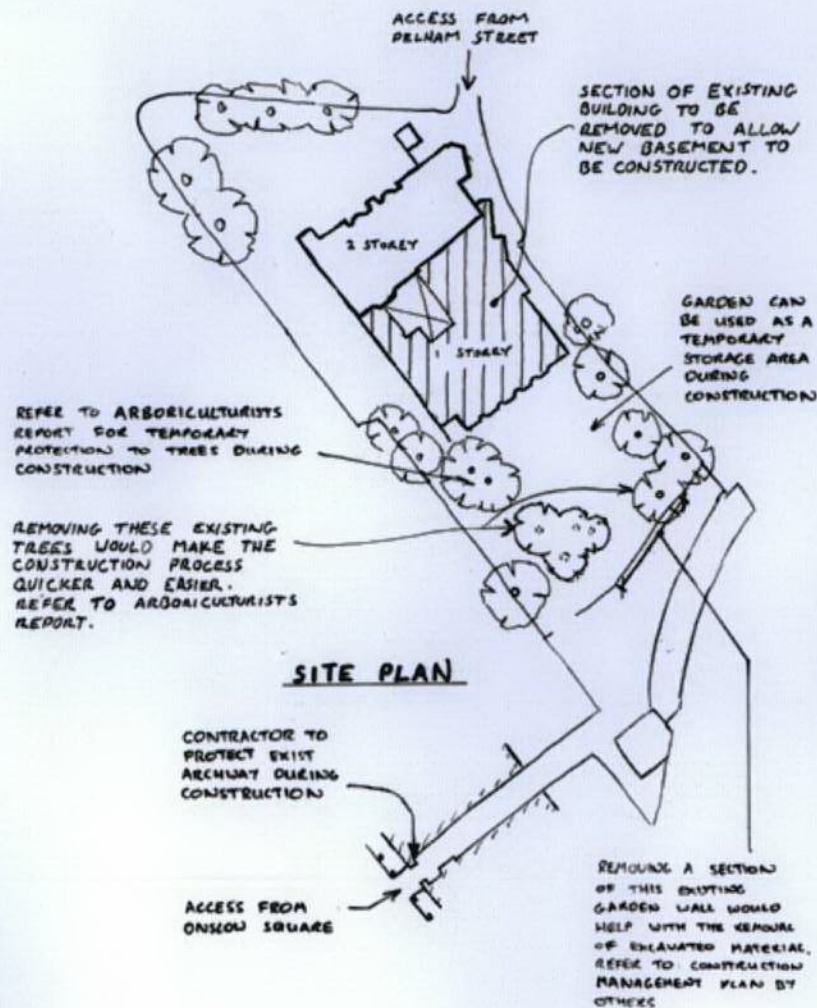 ACCESS FROM
PELHAM STREET
SECTION OF EXISTING
BUILDING TO BE
REMOVED TO ALLOW
NEW BASEMENT TO
BE CONSTRUCTED.
2 STOREY
1 STOREY
GARDEN CAN
BE USED AS A
TEMPORARY
STORAGE AREA
DURING
CONSTRUCTION
REFER TO ARBORICULTURISTS
REPORT FOR TEMPORARY
PROTECTION TO TREES DURING
CONSTRUCTION
REMOVING THESE EXISTING
TREES WOULD MAKE THE
CONSTRUCTION PROCESS
QUICKER AND EASIER.
REFER TO ARBORICULTURISTS
REPORT.
SITE PLAN
CONTRACTOR TO
PROTECT EXIST
ARCHWAY DURING
CONSTRUCTION
ACCESS FROM
ONSLOW SQUARE
REMOVING A SECTION
OF THIS EXISTING
GARDEN WALL WOULD
HELP WITH THE REMOVAL
OF EXCAVATED MATERIAL.
REFER TO CONSTRUCTION
MANAGEMENT PLAN BY
OTHERS